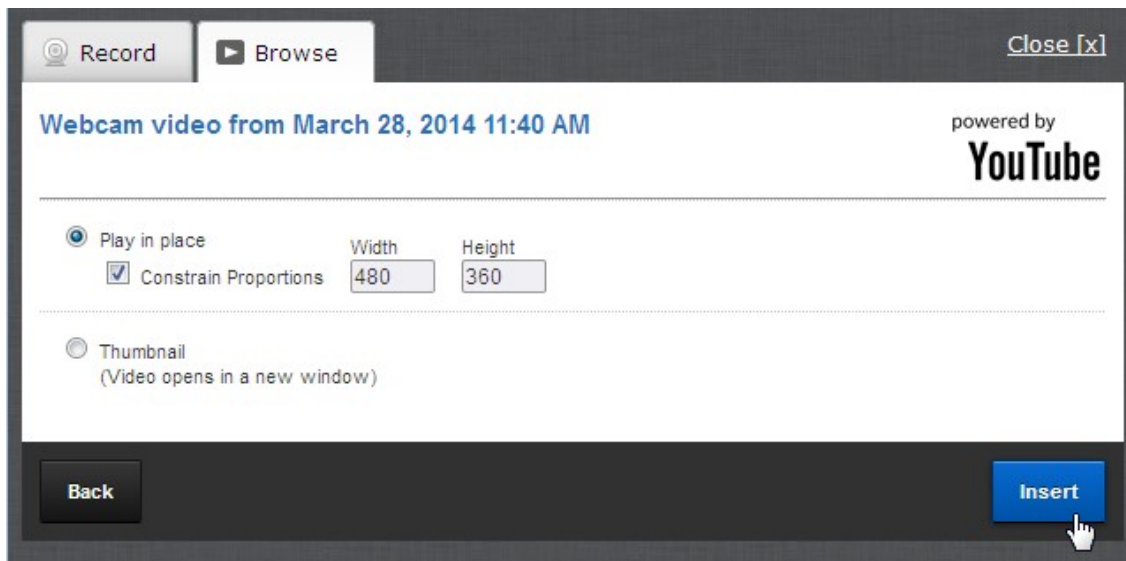 Record
Browse
Close [x]
Webcam video from March 28, 2014 11:40 AM
powered by
YouTube
Play in place
Width
Height
Constrain Proportions
480
360
Thumbnail
(Video opens in a new window)
Back
Insert